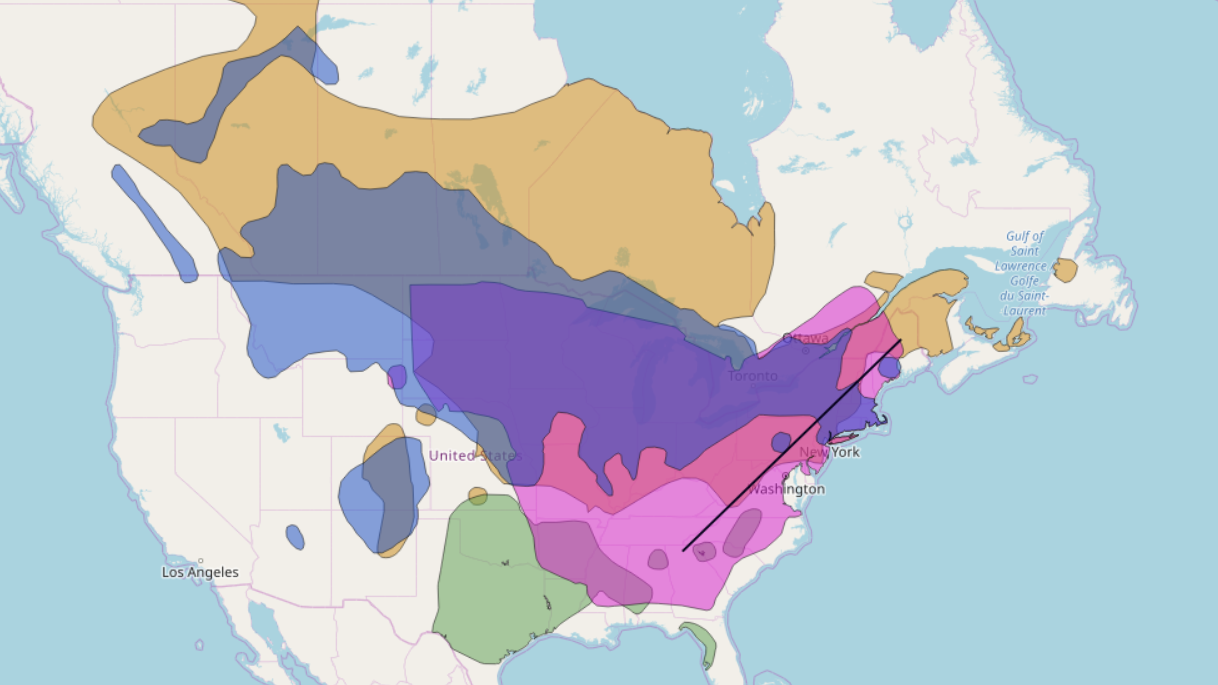 Gulf of
Saint
Lawrence
Golfe
du Saint-
Laurent
Ottawa
Toronto
United States
New York
Washington
Los Angeles